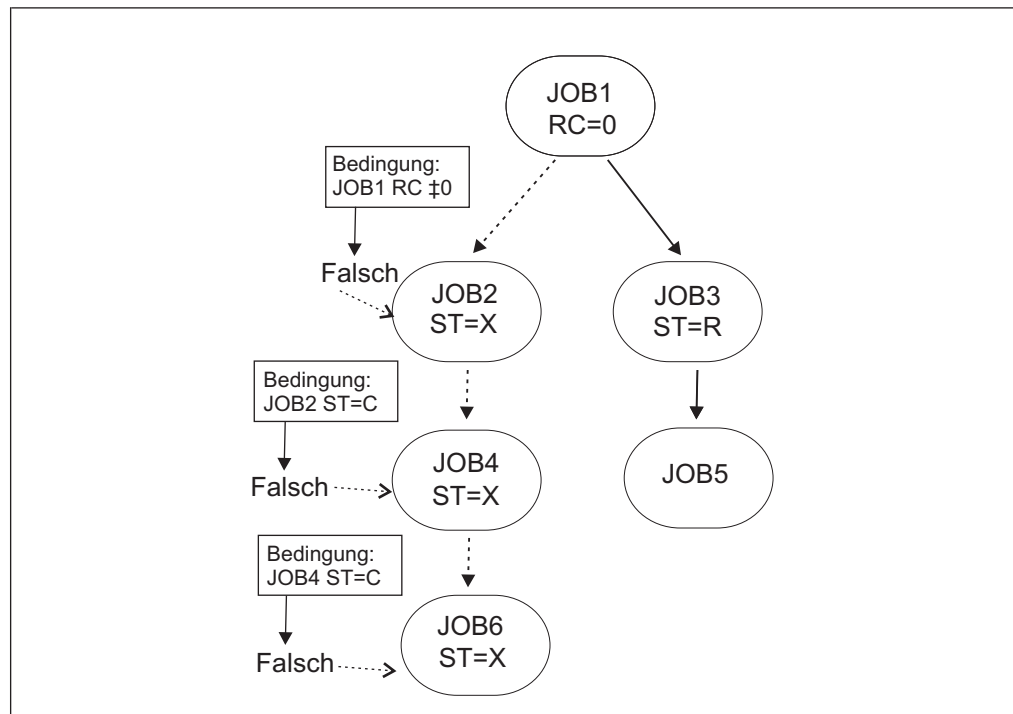 JOB1
RC=0
Bedingung:
JOB1 RC ‡0
Falsch
JOB2
ST=X
JOB3
ST=R
Bedingung:
JOB2 ST=C
Falsch
JOB4
ST=X
JOB5
Bedingung:
JOB4 ST=C
Falsch
JOB6
ST=X